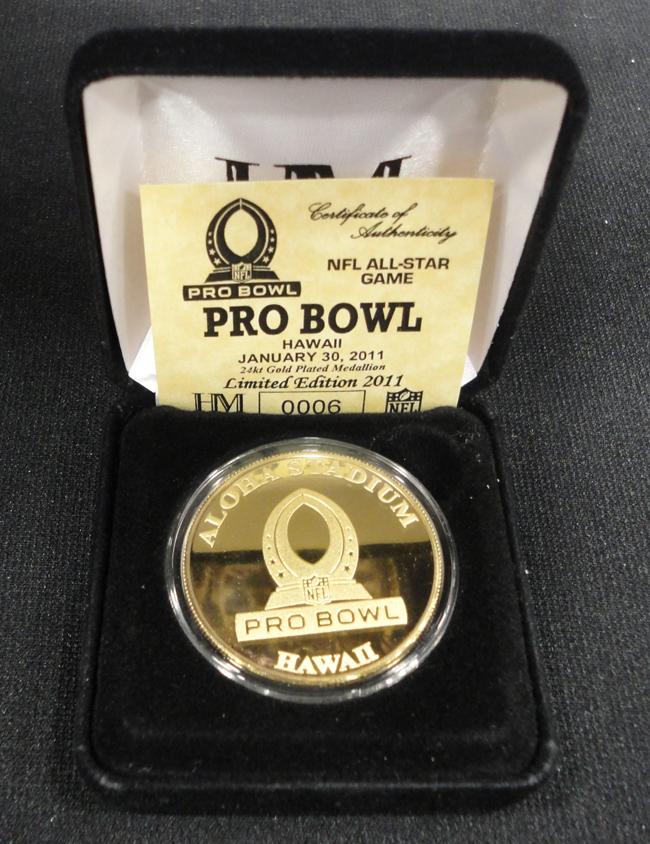 HM
Certificate of
Authenticity
NFL
PRO BOWL
NFL ALL-STAR
GAME
PRO BOWL
HAWAII
JANUARY 30, 2011
24kt Gold Plated Medallion
Limited Edition 2011
HM 0006 NFL
ALOHA STADIUM
NFL
PRO BOWL
HAWAII